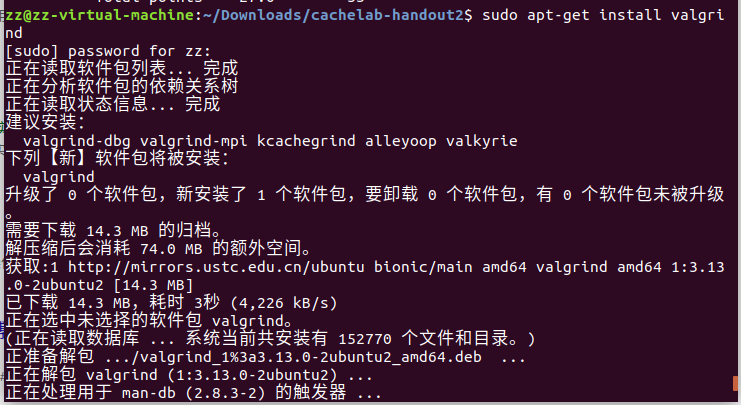 zz@zz-virtual-machine:~/Downloads/cachelab-handout2$ sudo apt-get install valgri
nd
[sudo] password for zz:
正在读取软件包列表... 完成
正在分析软件包的依赖关系树
正在读取状态信息... 完成
建议安装：
  valgrind-dbg valgrind-mpi kcachegrind alleyoop valkyrie
下列【新】软件包将被安装：
  valgrind
升级了 0 个软件包，新安装了 1 个软件包，要卸载 0 个软件包，有 0 个软件包未被升级
。
需要下载 14.3 MB 的归档。
解压缩后会消耗 74.0 MB 的额外空间。
获取:1 http://mirrors.ustc.edu.cn/ubuntu bionic/main amd64 valgrind amd64 1:3.13
.0-2ubuntu2 [14.3 MB]
已下载 14.3 MB，耗时 3秒 (4,226 kB/s)
正在选中未选择的软件包 valgrind。
(正在读取数据库 ... 系统当前共安装有 152770 个文件和目录。)
正准备解包 .../valgrind_1%3a3.13.0-2ubuntu2_amd64.deb  ...
正在解包 valgrind (1:3.13.0-2ubuntu2) ...
正在处理用于 man-db (2.8.3-2) 的触发器 ...